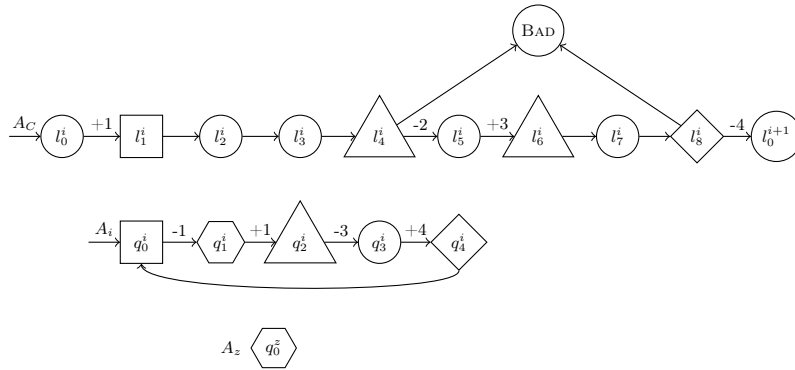 BAD
A_C l_0^i +1 l_1^i l_2^i l_3^i l_4^i -2 l_5^i +3 l_6^i l_7^i l_8^i -4 l_0^{i+1}
A_i q_0^i -1 q_1^i +1 q_2^i -3 q_3^i +4 q_4^i
A_z q_0^z